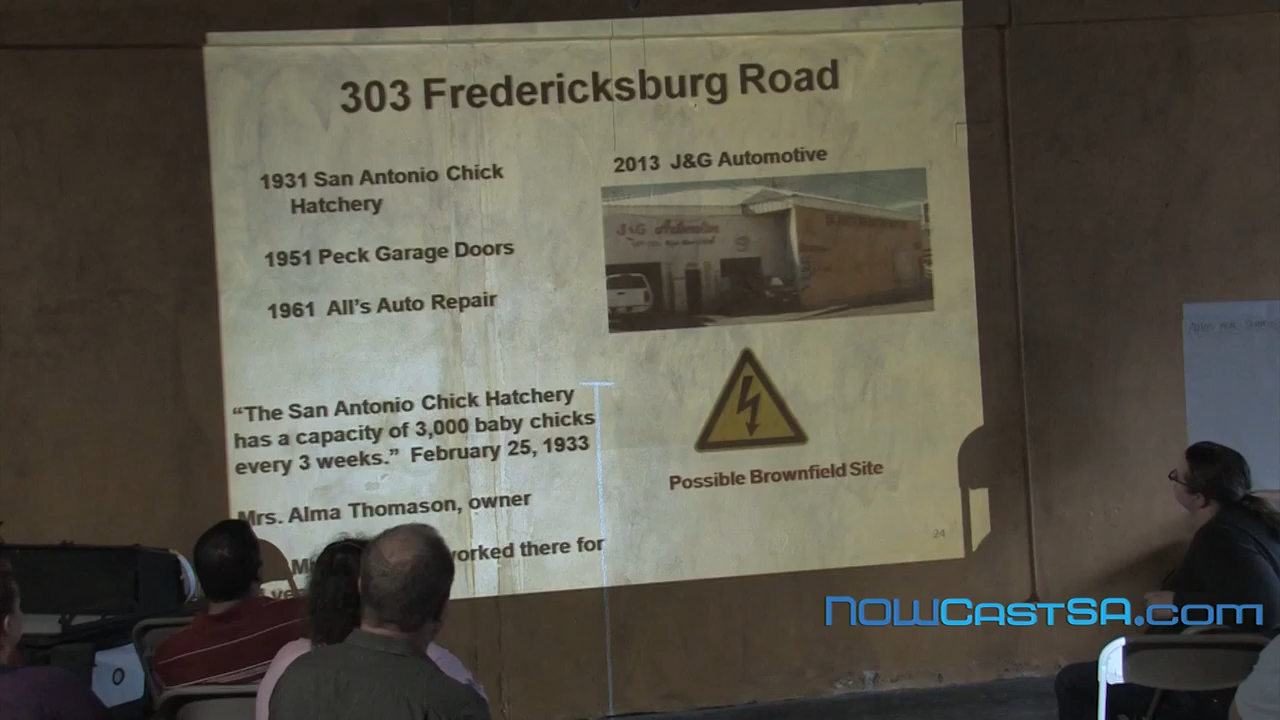 303 Fredericksburg Road
1931 San Antonio Chick
Hatchery
1951 Peck Garage Doors
1961 All's Auto Repair
2013 J&G Automotive
J&G Automotive
"The San Antonio Chick Hatchery
has a capacity of 3,000 baby chicks
every 3 weeks." February 25, 1933
Mrs. Alma Thomason, owner
worked there for
Possible Brownfield Site
24
NOWCastSA.com